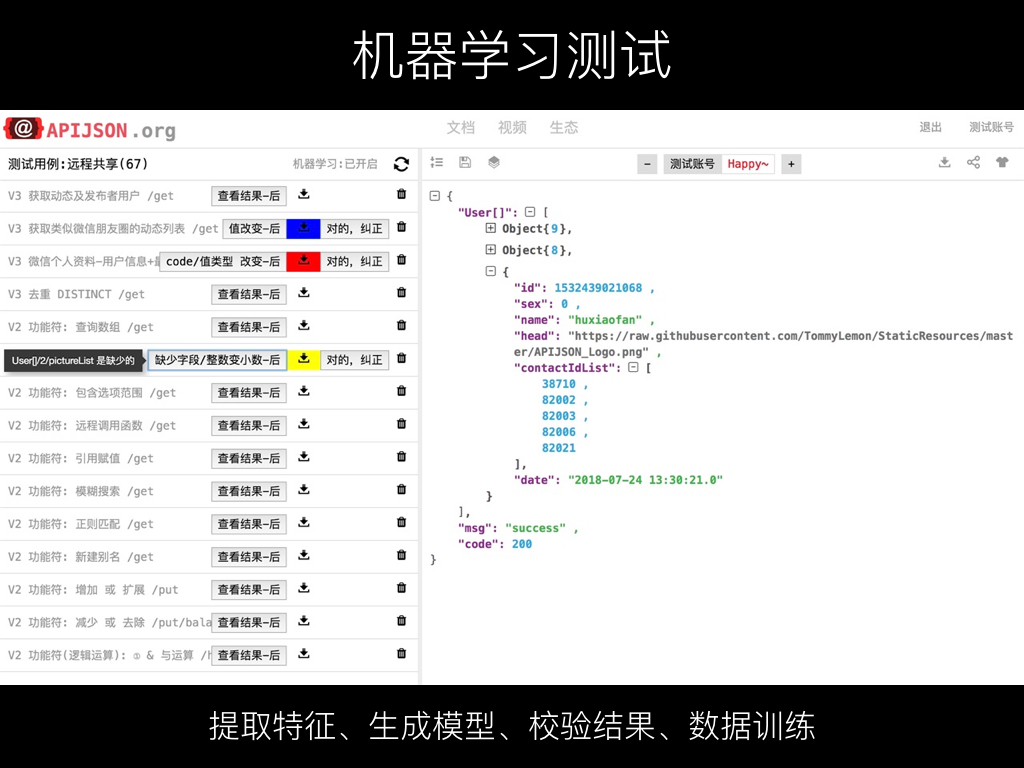 机器学习测试
{@}APIJSON.org
文档 视频 生态
退出 测试账号
测试用例:远程共享(67) 机器学习:已开启
- 测试账号 Happy~ +
V3 获取动态及发布者用户 /get 查看结果-后
V3 获取类似微信朋友圈的动态列表 /get 值改变-后 对的，纠正
V3 微信个人资料-用户信息+ code/值类型 改变-后 对的，纠正
V3 去重 DISTINCT /get 查看结果-后
V2 功能符: 查询数组 /get 查看结果-后
User[]/2/pictureList 是缺少的 缺少字段/整数变小数-后 对的，纠正
V2 功能符: 包含选项范围 /get 查看结果-后
V2 功能符: 远程调用函数 /get 查看结果-后
V2 功能符: 引用赋值 /get 查看结果-后
V2 功能符: 模糊搜索 /get 查看结果-后
V2 功能符: 正则匹配 /get 查看结果-后
V2 功能符: 新建别名 /get 查看结果-后
V2 功能符: 增加 或 扩展 /put 查看结果-后
V2 功能符: 减少 或 去除 /put/bala 查看结果-后
V2 功能符(逻辑运算): ① & 与运算 /h 查看结果-后
{
"User[]": [
Object{9},
Object{8},
{
"id": 1532439021068 ,
"sex": 0 ,
"name": "huxiaofan" ,
"head": "https://raw.githubusercontent.com/TommyLemon/StaticResources/mast
er/APIJSON_Logo.png" ,
"contactIdList": [
38710 ,
82002 ,
82003 ,
82006 ,
82021
],
"date": "2018-07-24 13:30:21.0"
}
],
"msg": "success" ,
"code": 200
}
提取特征、生成模型、校验结果、数据训练